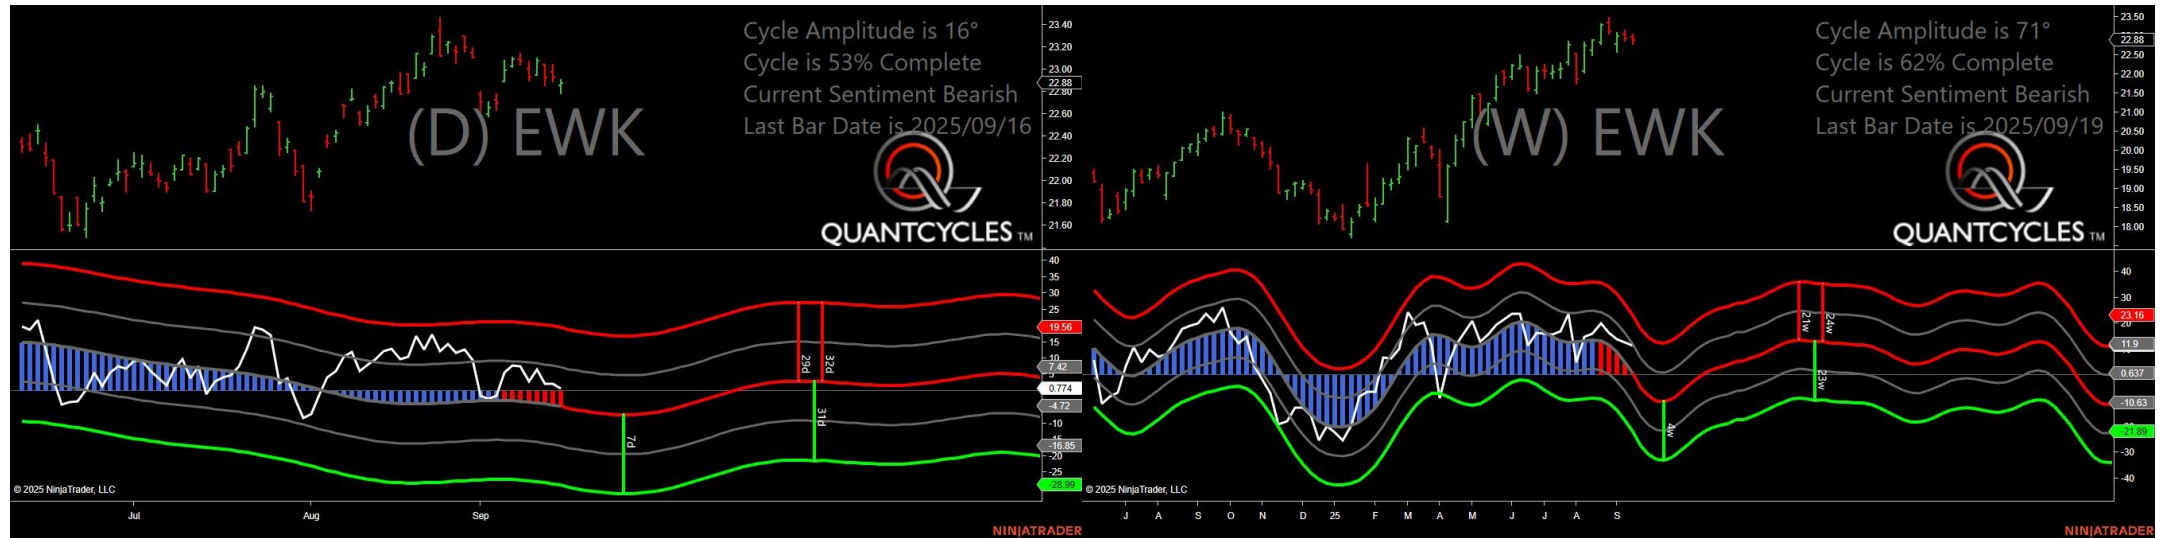 Cycle Amplitude is 16°
Cycle is 53% Complete
Current Sentiment Bearish
Last Bar Date is 2025/09/16
(D) EWK
QUANTCYCLES TM
23.40
23.20
23.00
22.88
22.80
22.60
22.40
22.20
22.00
21.80
21.60
40
35
30
25
19.56
15
10
7.42
5
0.774
-4.72
-10
-15
-16.85
-20
-25
-28.99
7d
29d
32d
31d
© 2025 NinjaTrader, LLC
Jul
Aug
Sep
NINJATRADER
Cycle Amplitude is 71°
Cycle is 62% Complete
Current Sentiment Bearish
Last Bar Date is 2025/09/19
(W) EWK
QUANTCYCLES TM
23.50
22.88
22.50
22.00
21.50
21.00
20.50
20.00
19.50
19.00
18.50
18.00
40
30
23.16
20
11.9
0.637
-10.63
-21.89
-30
-40
4w
21w
24w
23w
© 2025 NinjaTrader, LLC
J A S O N D 25 F M A M J J A S
NINJATRADER